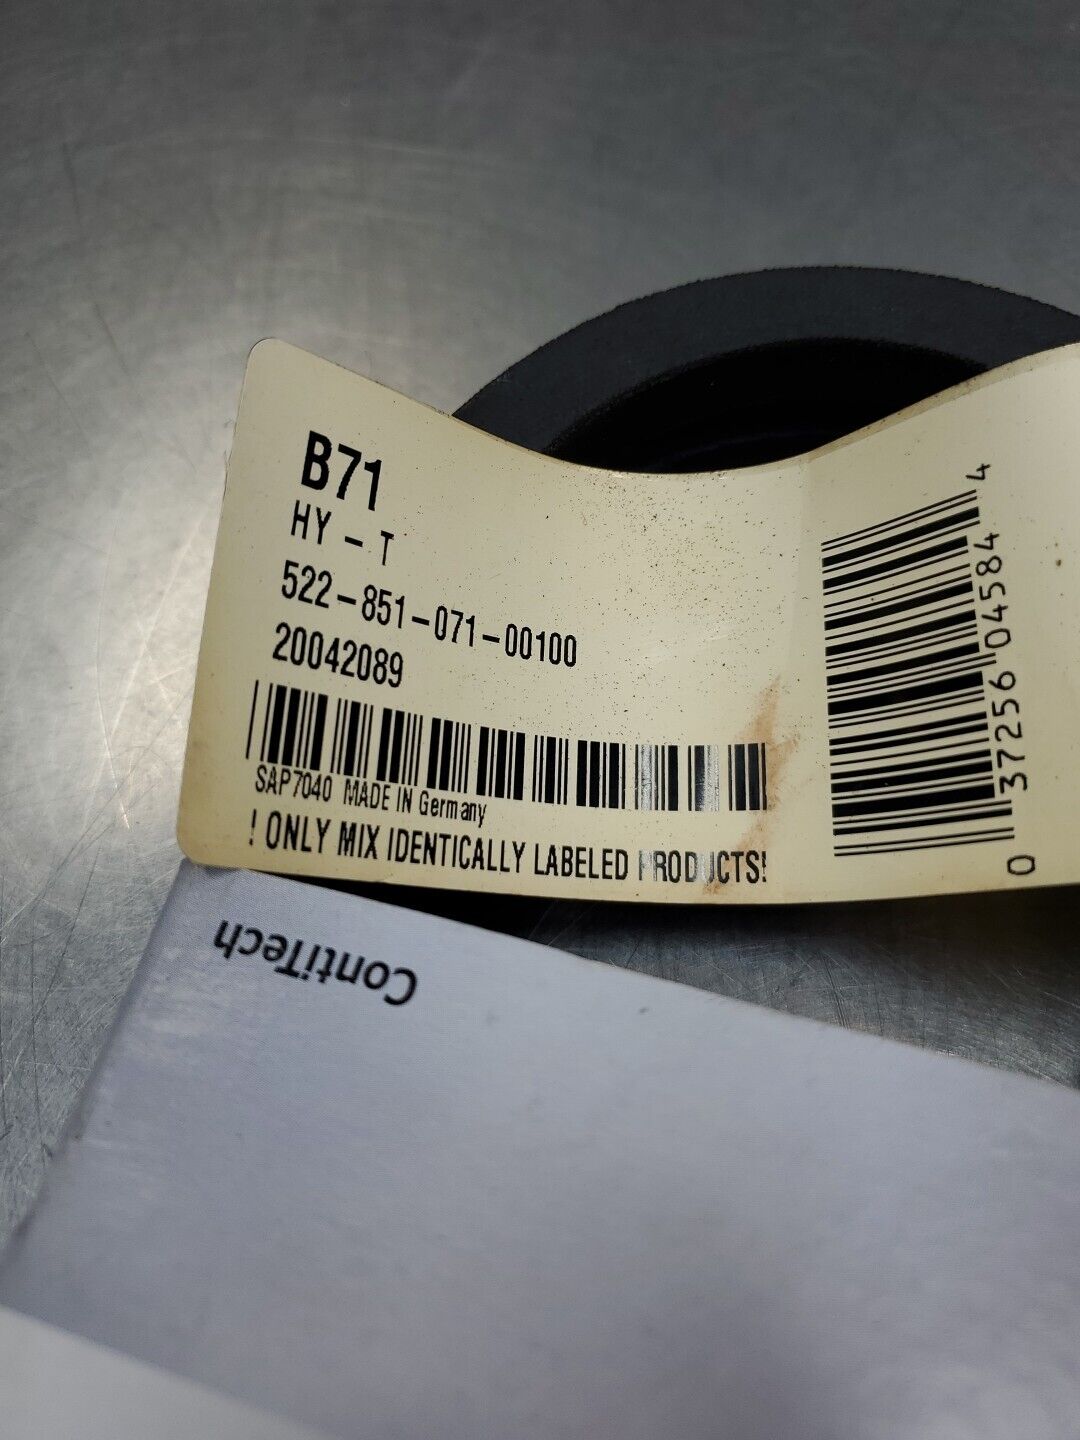 B71
HY - T
522-851-071-00100
20042089
SAP7040 MADE IN Germany
! ONLY MIX IDENTICALLY LABELED PRODUCTS!
0 37256 04584 4
ContiTech